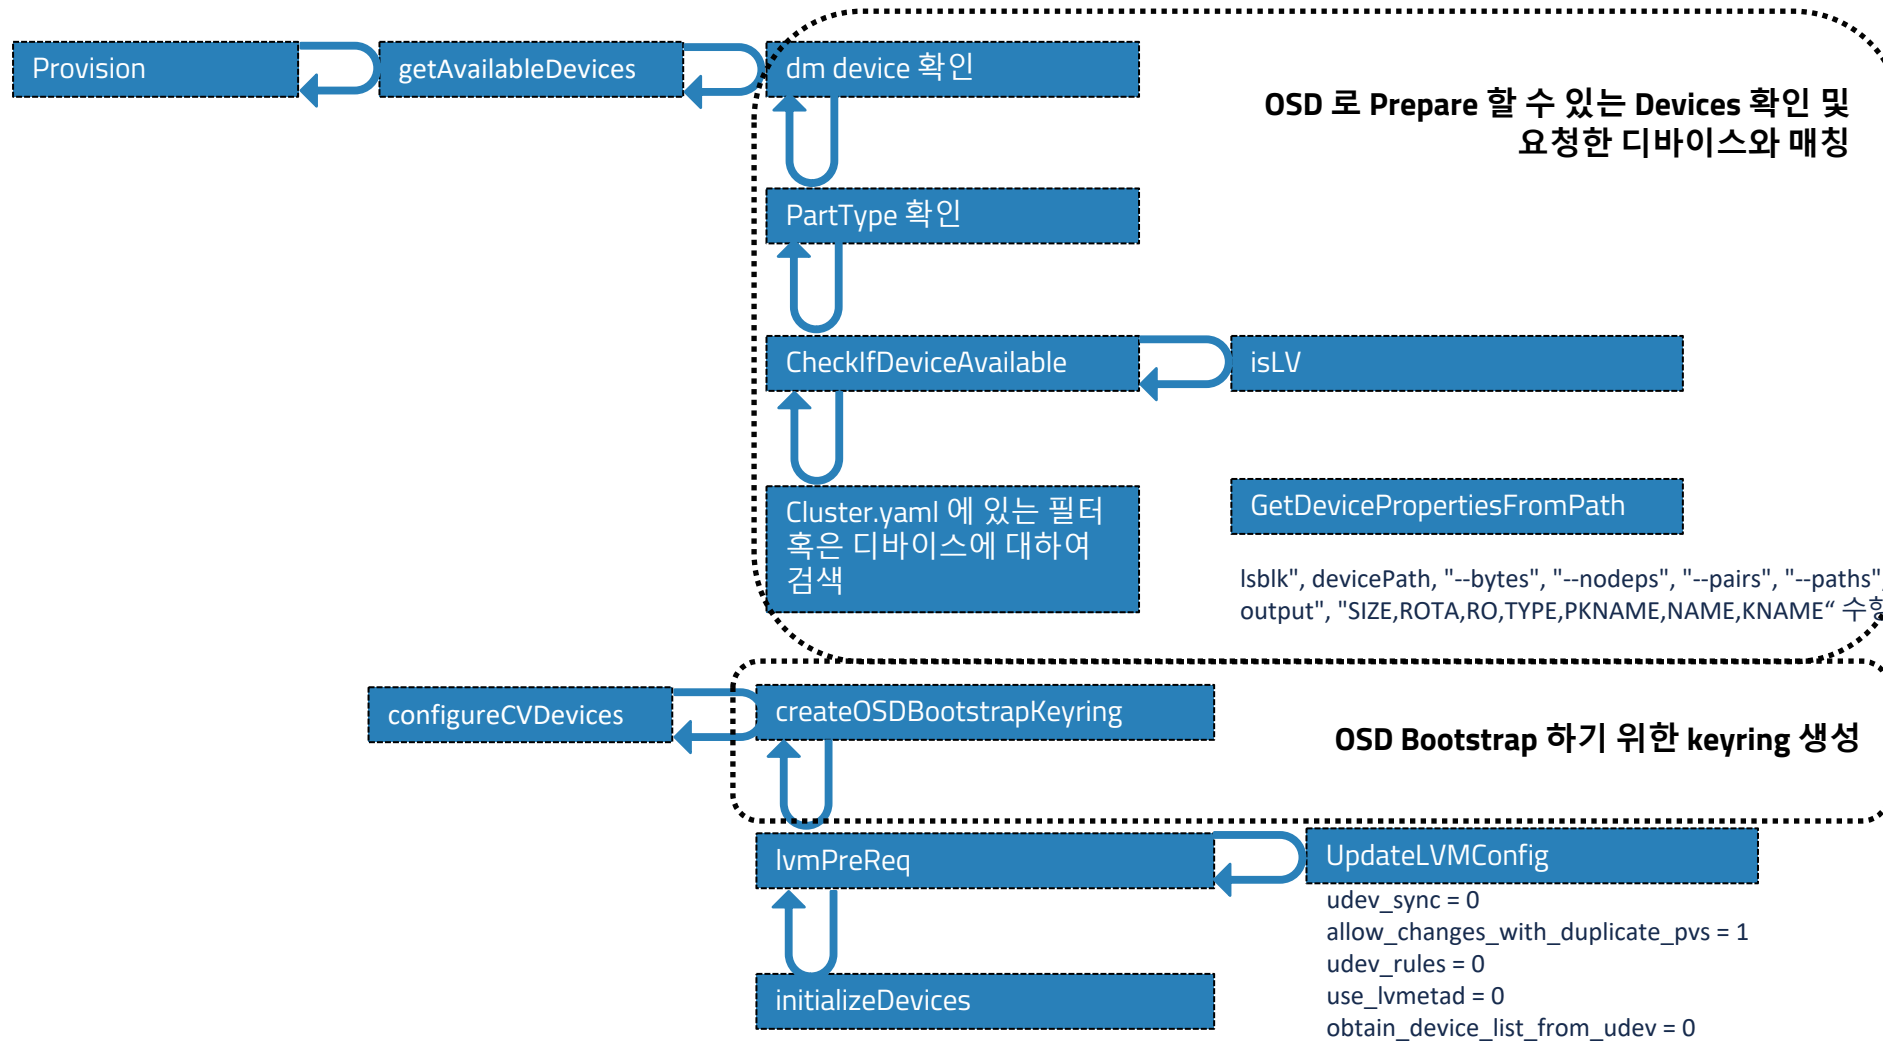 Provision
getAvailableDevices
dm device 확인
OSD 로 Prepare 할 수 있는 Devices 확인 및
요청한 디바이스와 매칭
PartType 확인
CheckIfDeviceAvailable
isLV
Cluster.yaml 에 있는 필터
혹은 디바이스에 대하여
검색
GetDevicePropertiesFromPath
lsblk", devicePath, "--bytes", "--nodeps", "--pairs", "--paths",
output", "SIZE,ROTA,RO,TYPE,PKNAME,NAME,KNAME“ 수행
configureCVDevices
createOSDBootstrapKeyring
OSD Bootstrap 하기 위한 keyring 생성
lvmPreReq
UpdateLVMConfig
udev_sync = 0
allow_changes_with_duplicate_pvs = 1
udev_rules = 0
use_lvmetad = 0
obtain_device_list_from_udev = 0
initializeDevices